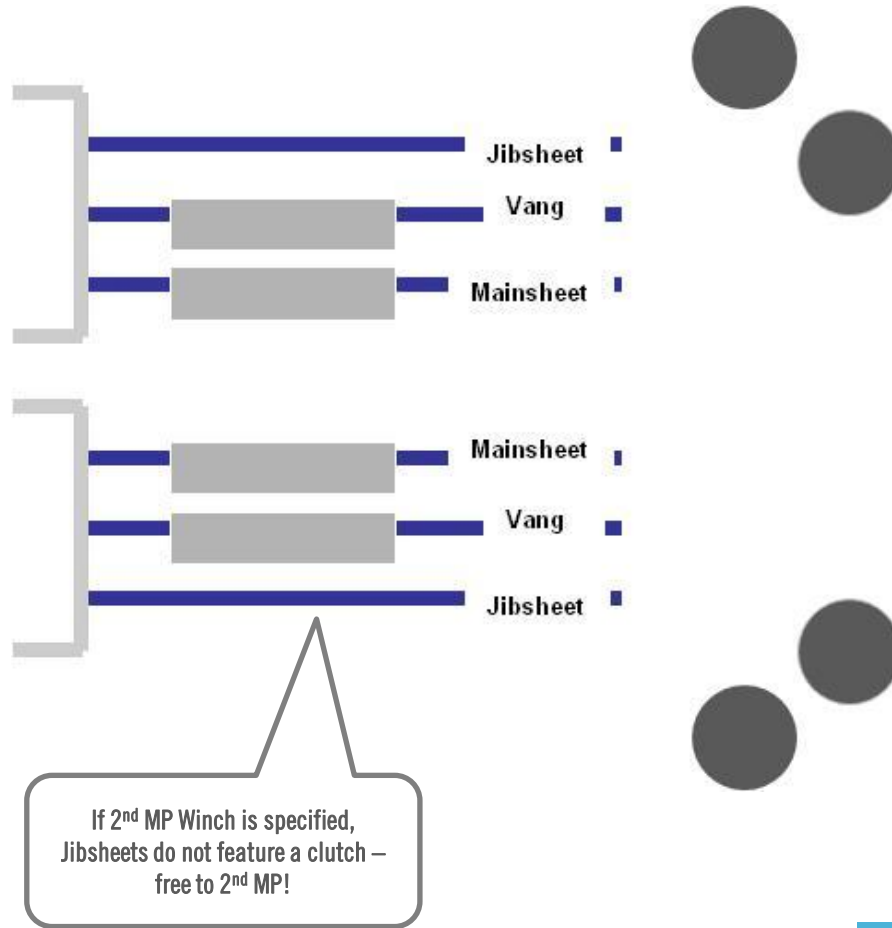 Jibsheet
Vang
Mainsheet
Mainsheet
Vang
Jibsheet
If 2nd MP Winch is specified,
Jibsheets do not feature a clutch –
free to 2nd MP!